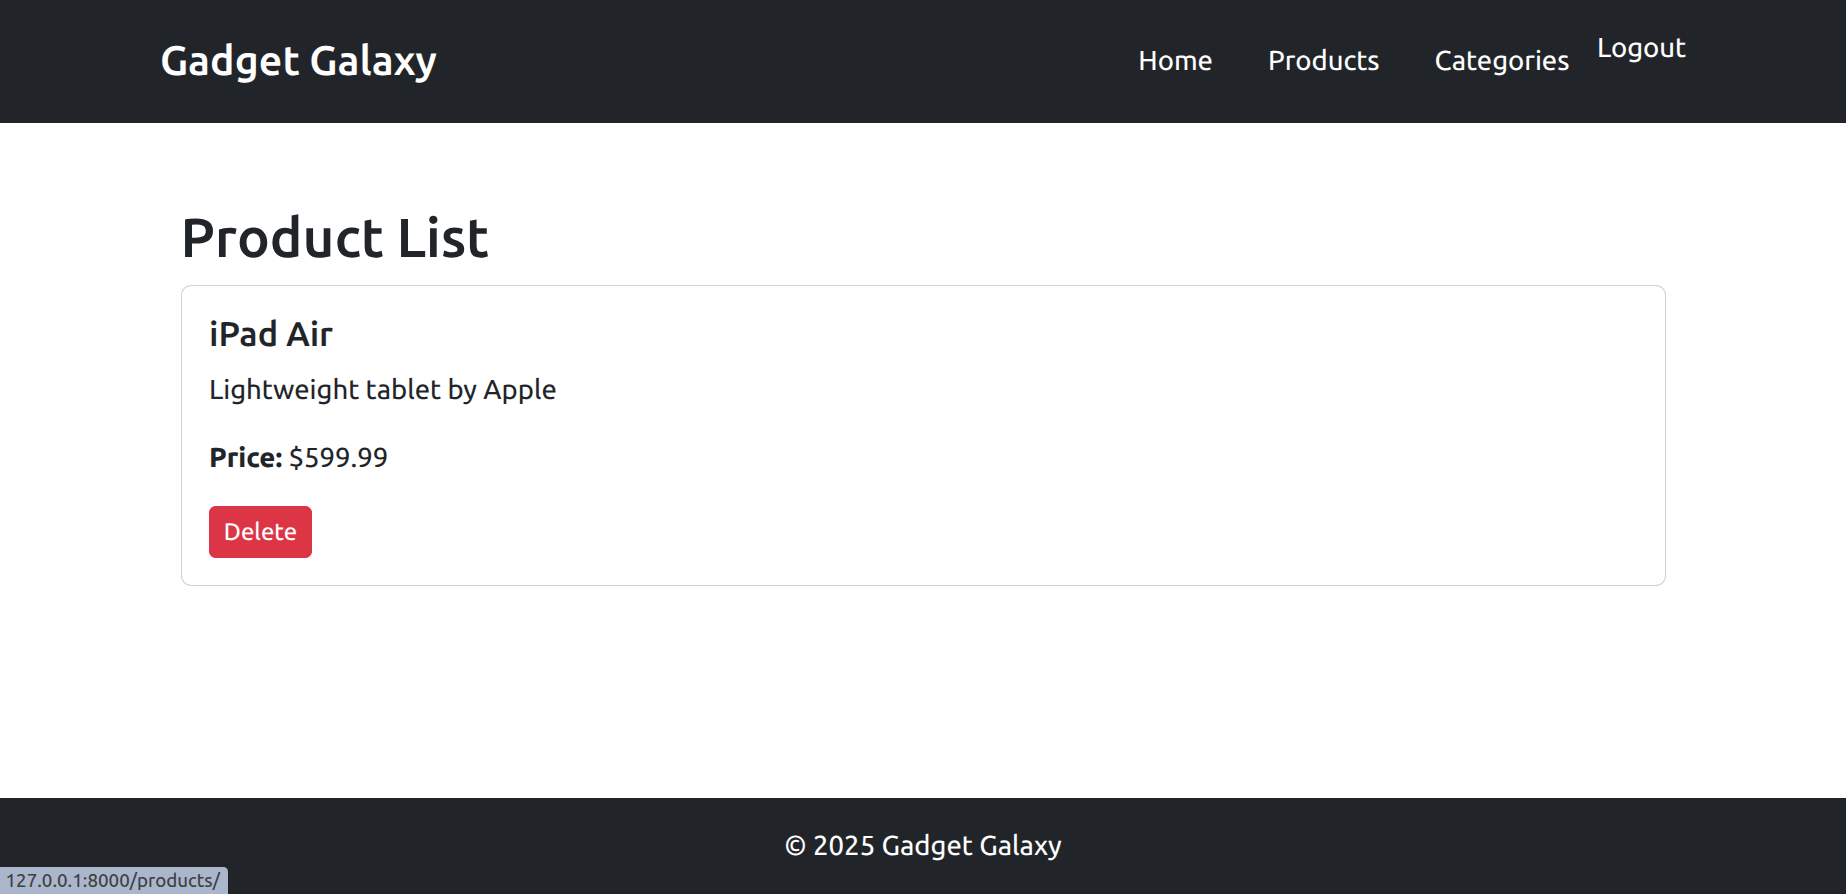 Gadget Galaxy
Home Products Categories Logout
Product List
iPad Air
Lightweight tablet by Apple
Price: $599.99
Delete
© 2025 Gadget Galaxy
127.0.0.1:8000/products/